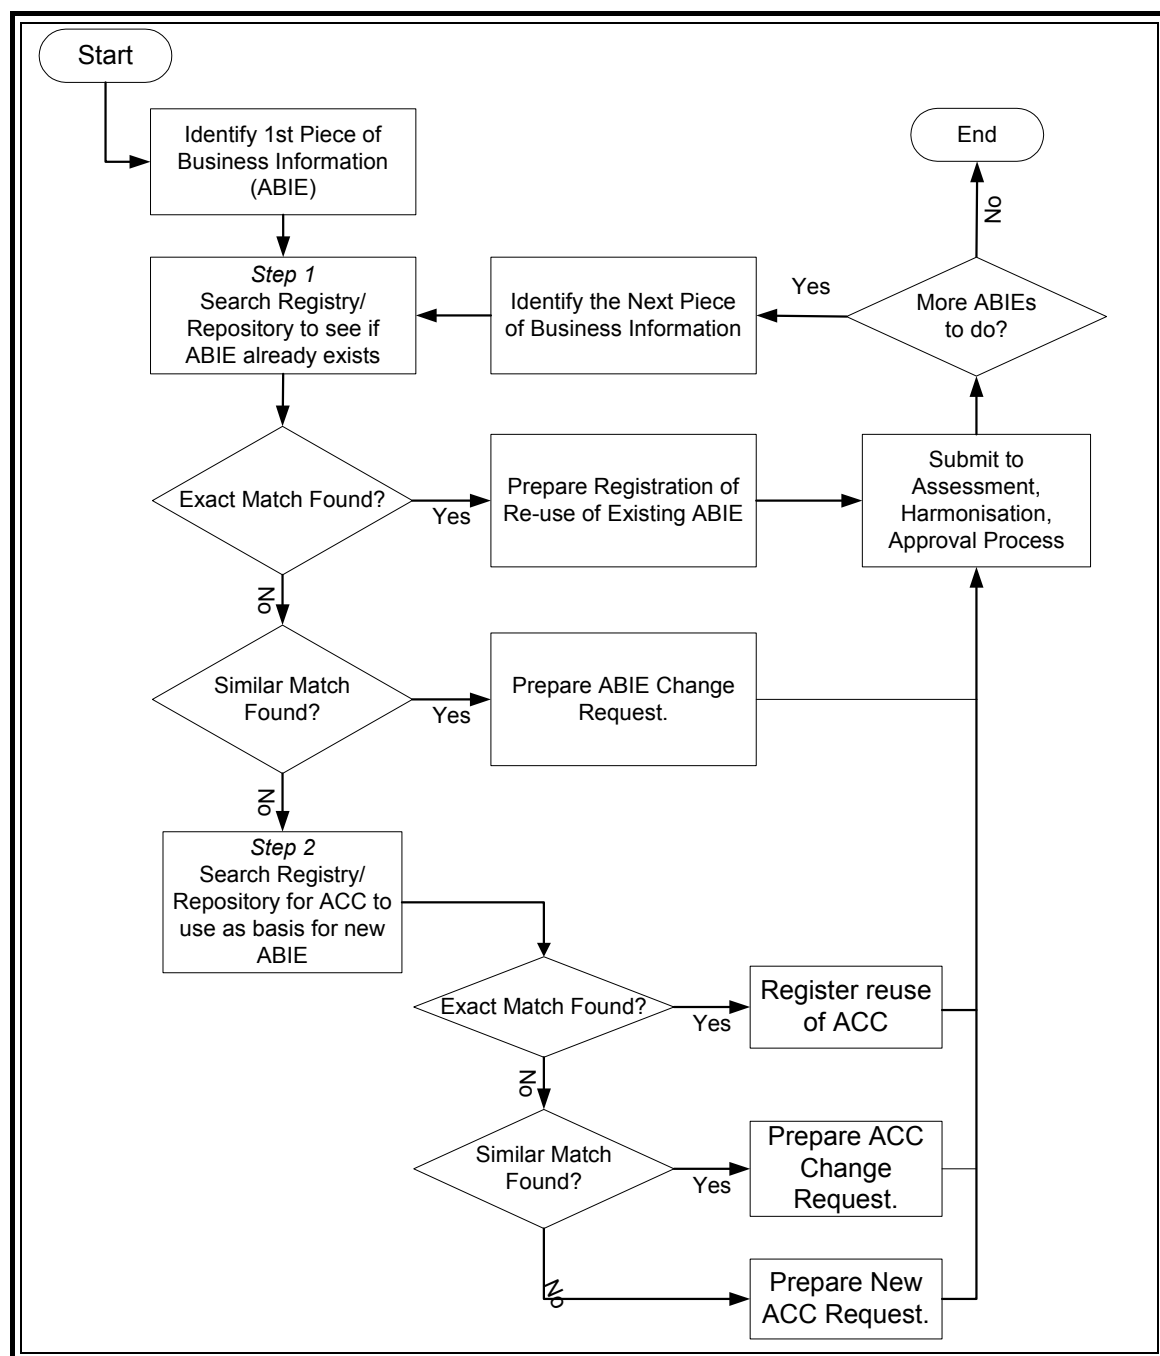 Start
Identify 1st Piece of
Business Information
(ABIE)
End
No
Step 1
Search Registry/
Repository to see if
ABIE already exists
Identify the Next Piece
of Business Information
Yes
More ABIEs
to do?
Exact Match Found?
Yes
Prepare Registration of
Re-use of Existing ABIE
Submit to
Assessment,
Harmonisation,
Approval Process
No
Similar Match
Found?
Yes
Prepare ABIE Change
Request.
No
Step 2
Search Registry/
Repository for ACC to
use as basis for new
ABIE
Exact Match Found?
Yes
Register reuse
of ACC
No
Similar Match
Found?
Yes
Prepare ACC
Change
Request.
No
Prepare New
ACC Request.